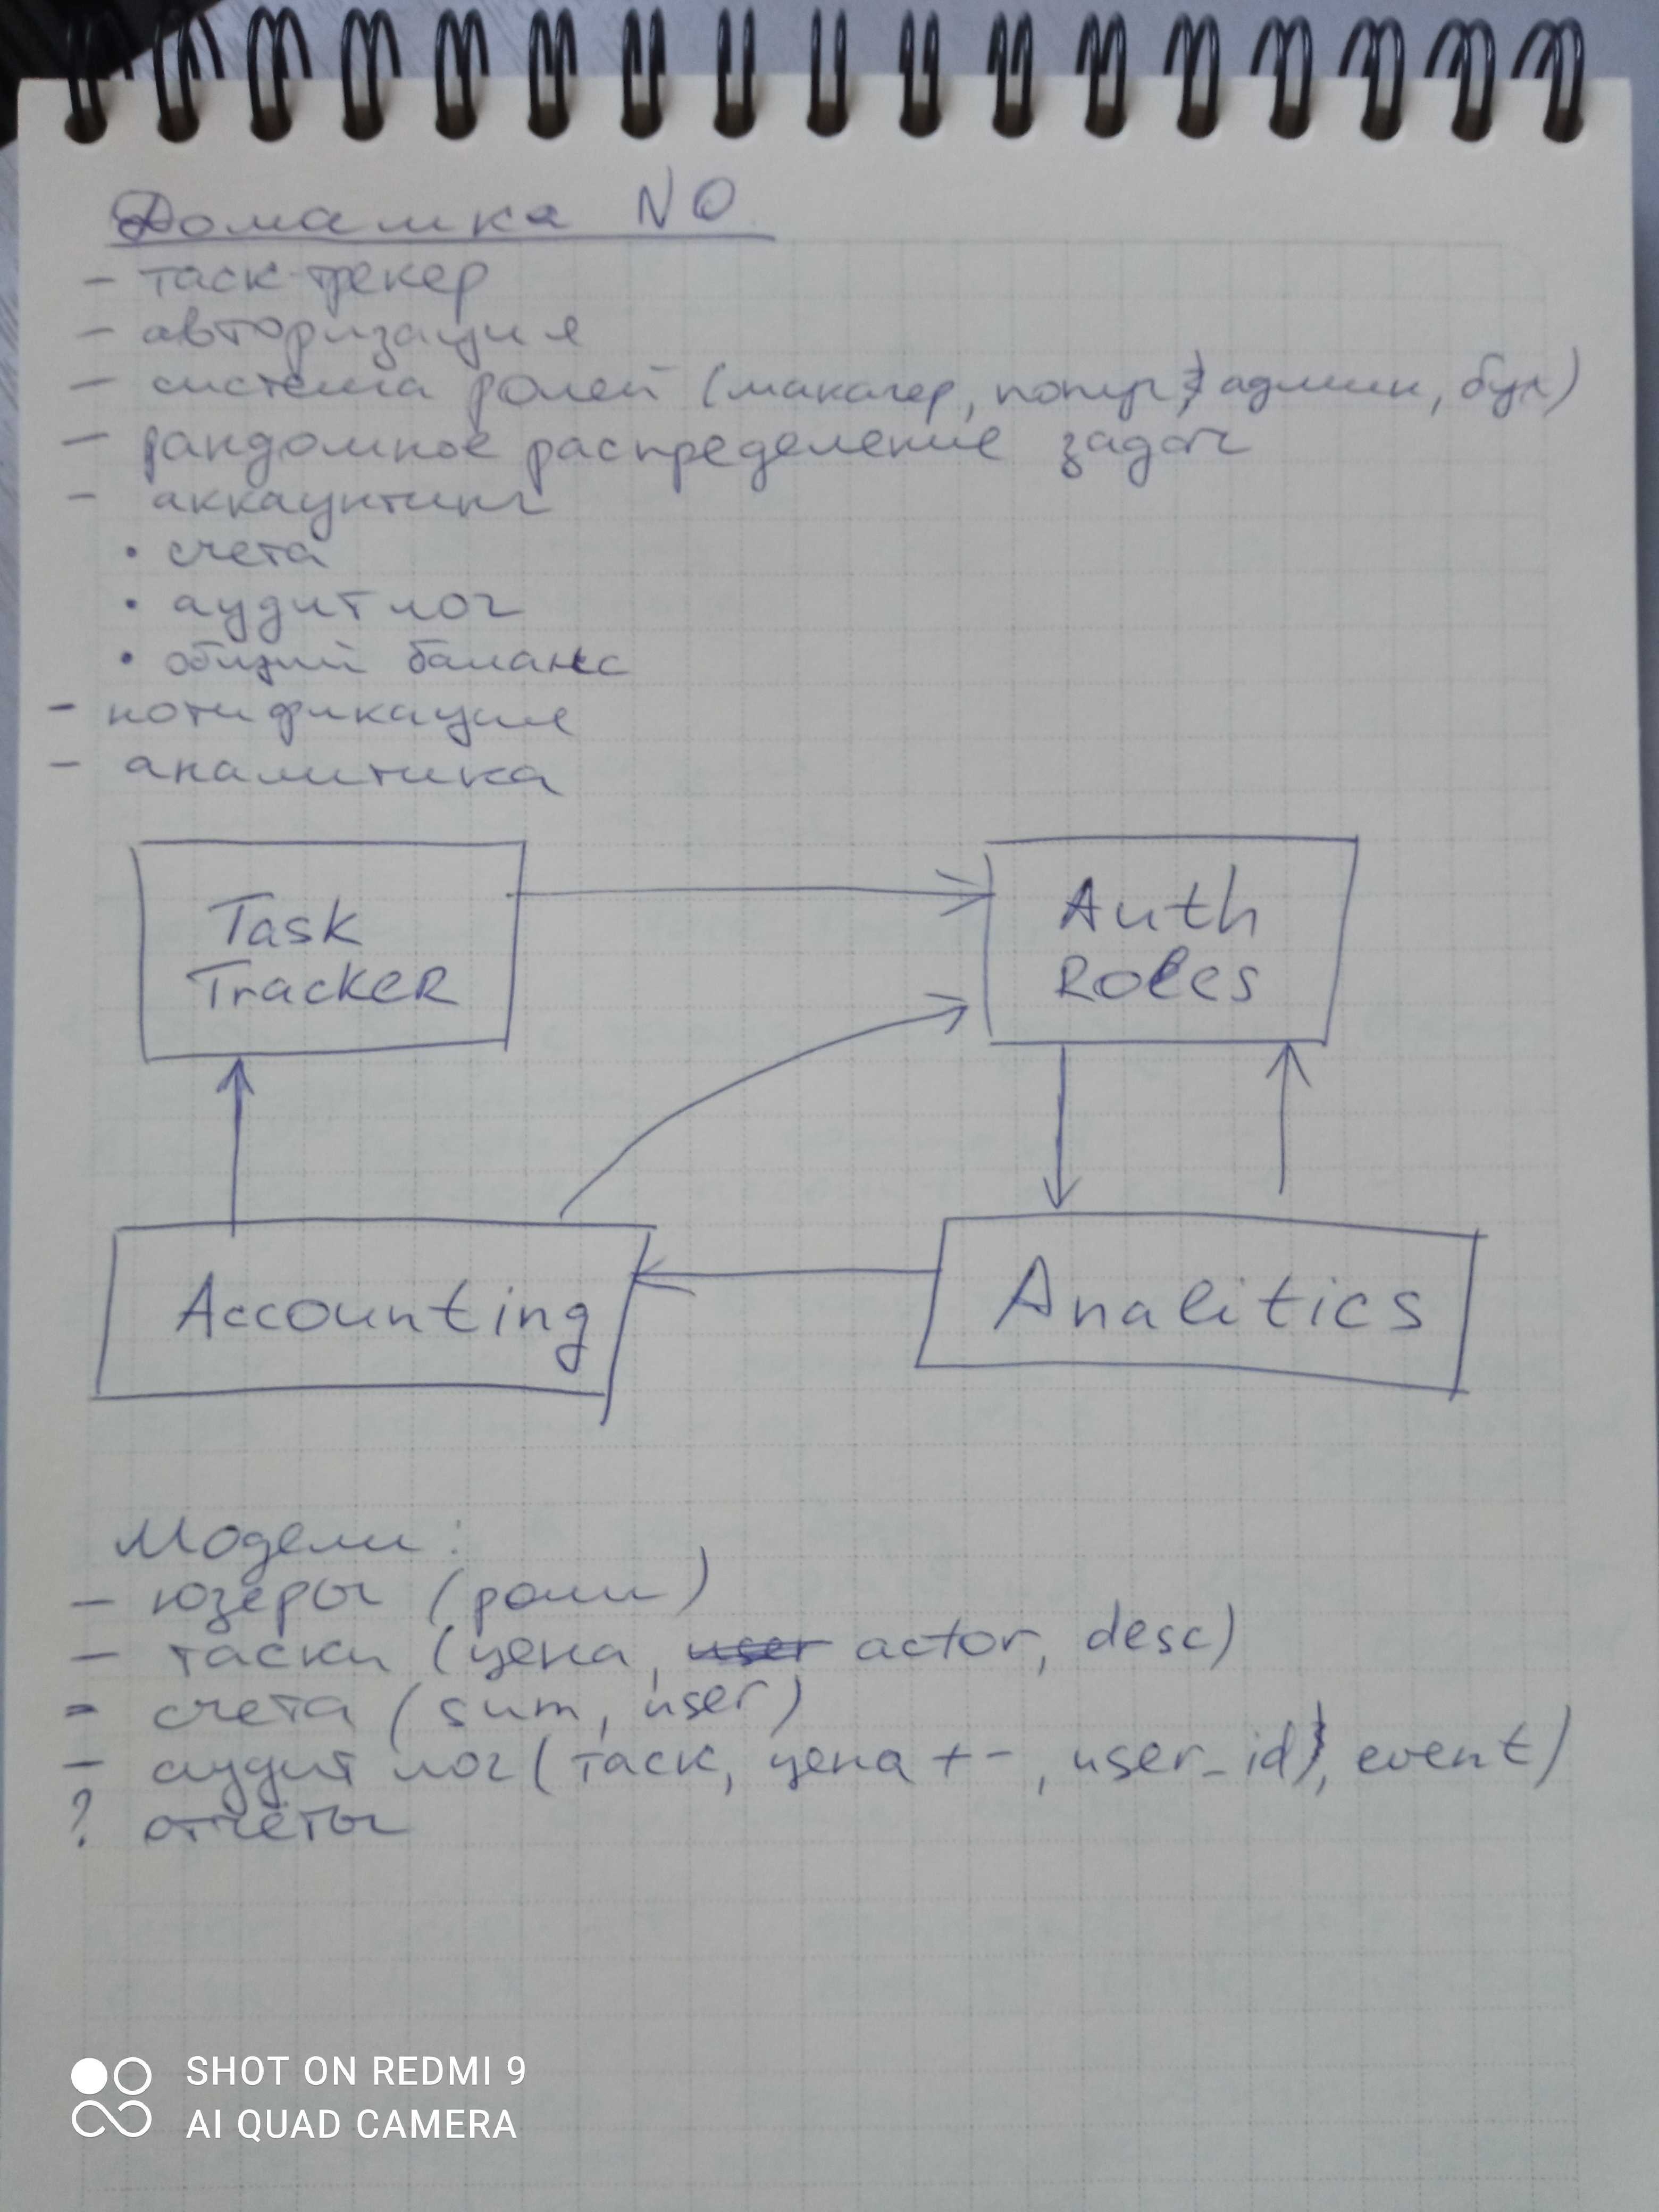 Домашка N0
- таск-трекер
- авторизация
- система ролей (манагер, попуг, админ, бух)
- рандомное распределение задач
- аккаунтинг
• счета
• аудит лог
• общий баланс
- нотификации
- аналитика
Task
Tracker
Auth
Roles
Accounting
Analitics
Модели:
- юзеры (роли)
- таски (цена, user actor, desc)
- счета (sum, user)
- аудит лог (таск, цена +-, user_id, event)
? отчёты
SHOT ON REDMI 9
AI QUAD CAMERA